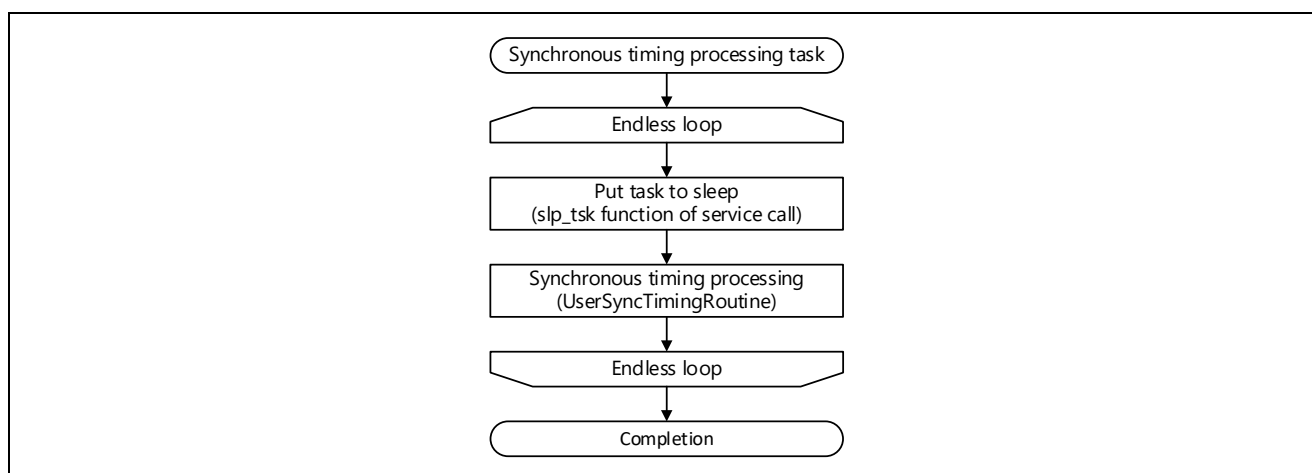 Synchronous timing processing task
Endless loop
Put task to sleep
(slp_tsk function of service call)
Synchronous timing processing
(UserSyncTimingRoutine)
Endless loop
Completion